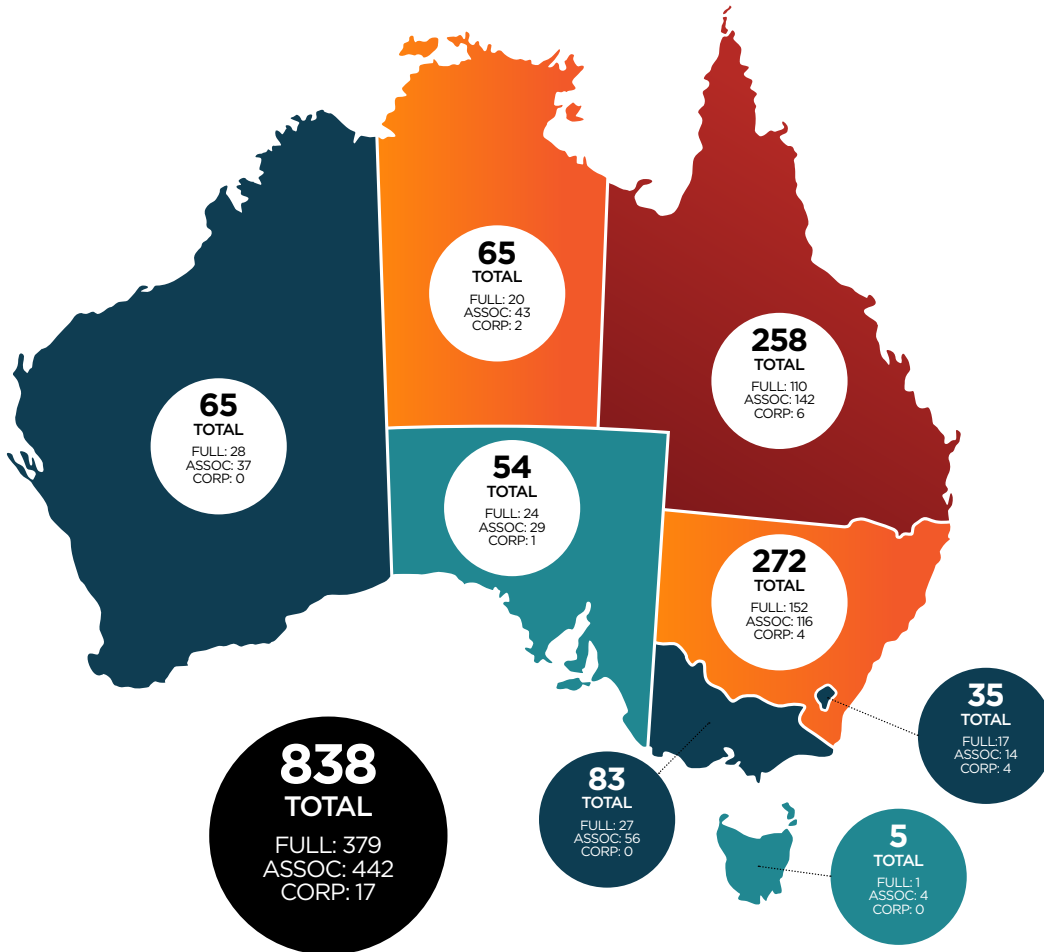 65
TOTAL
FULL: 20
ASSOC: 43
CORP: 2
258
TOTAL
FULL: 110
ASSOC: 142
CORP: 6
65
TOTAL
FULL: 28
ASSOC: 37
CORP: 0
54
TOTAL
FULL: 24
ASSOC: 29
CORP: 1
272
TOTAL
FULL: 152
ASSOC: 116
CORP: 4
35
TOTAL
FULL:17
ASSOC: 14
CORP: 4
838
TOTAL
FULL: 379
ASSOC: 442
CORP: 17
83
TOTAL
FULL: 27
ASSOC: 56
CORP: 0
5
TOTAL
FULL: 1
ASSOC: 4
CORP: 0